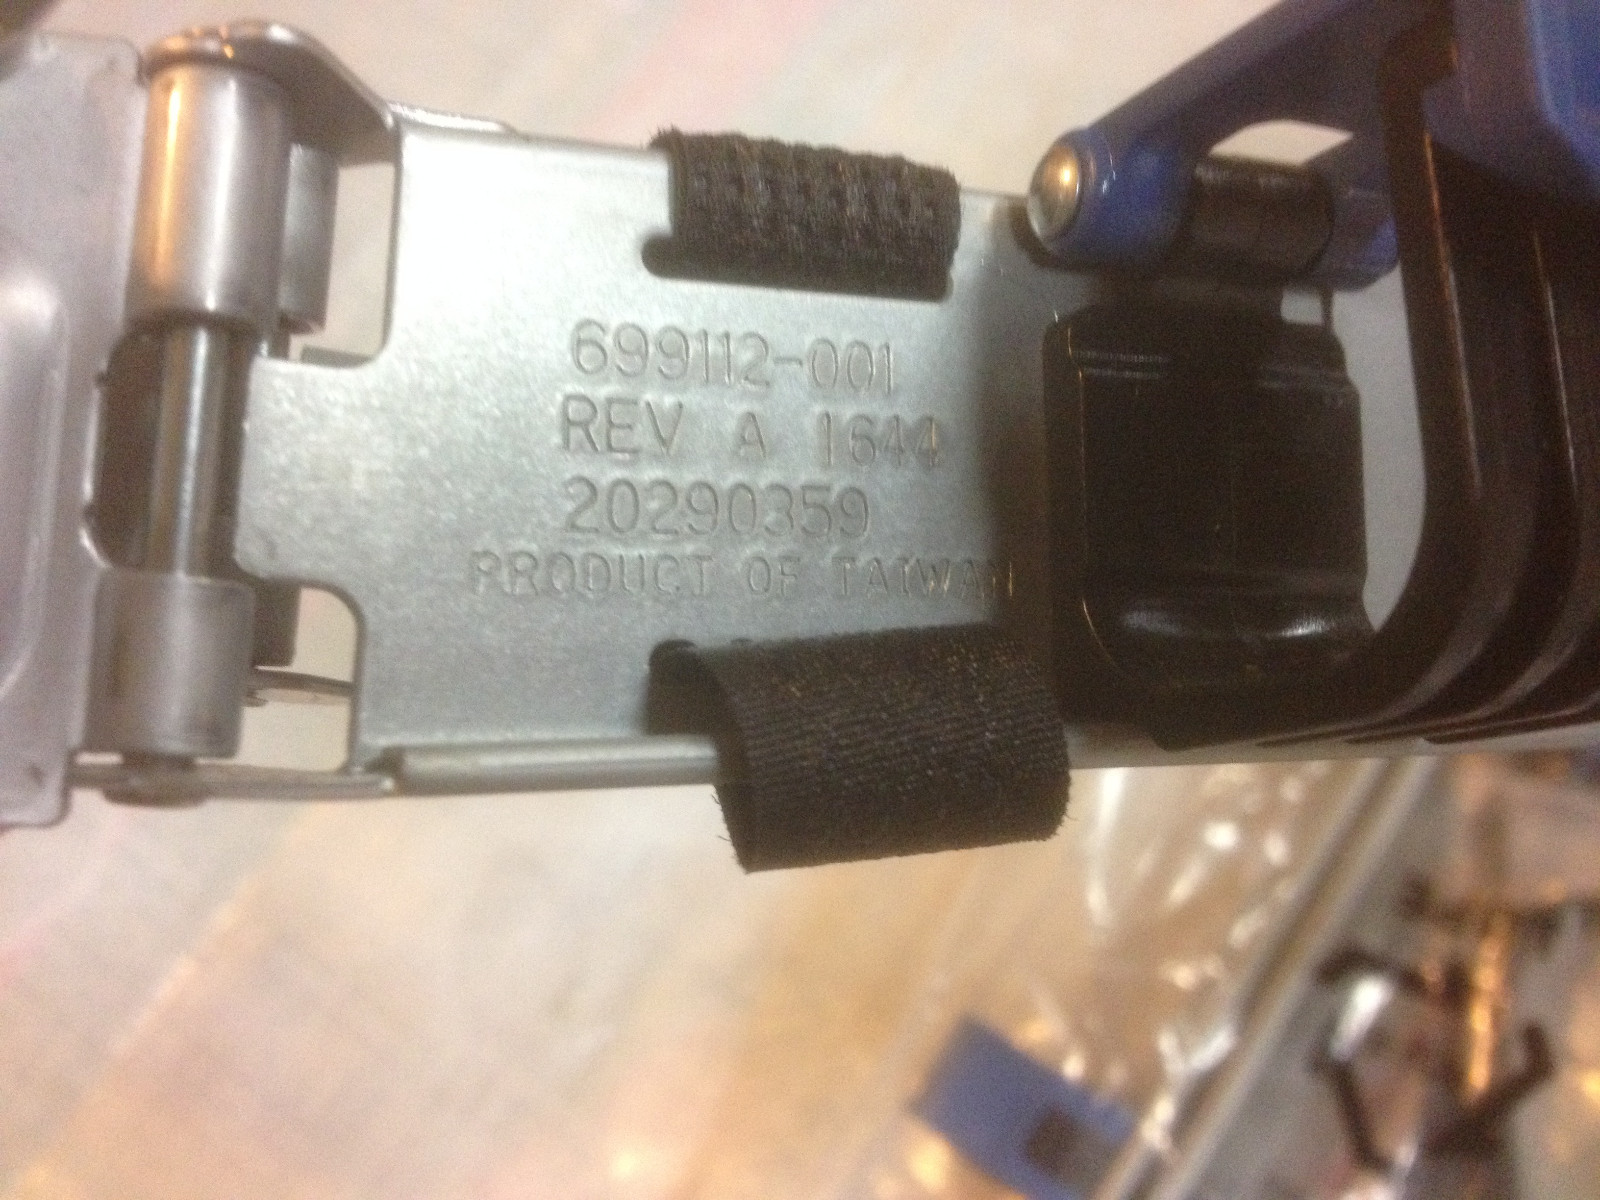 699112-001
REV A 1644
20290359
PRODUCT OF TAIWAN